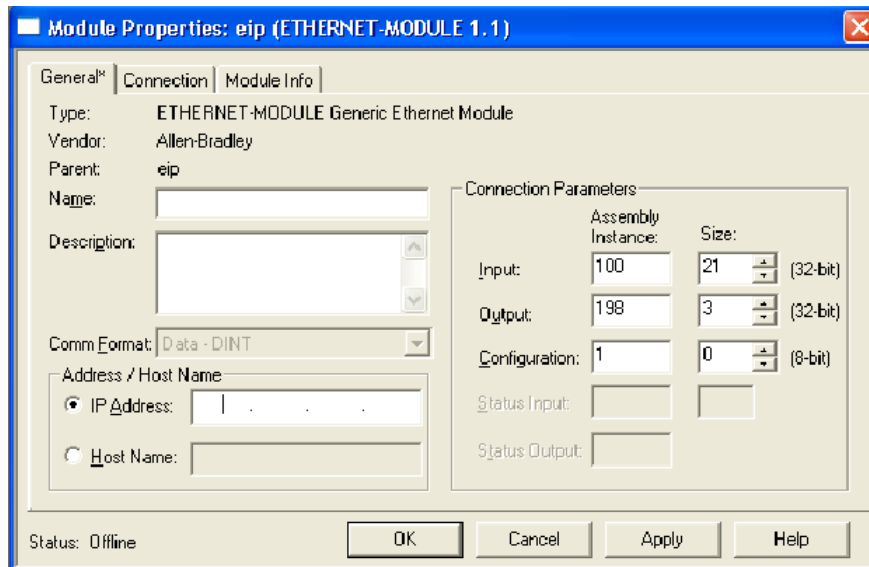 Module Properties: eip (ETHERNET-MODULE 1.1)
General* Connection Module Info
Type: ETHERNET-MODULE Generic Ethernet Module
Vendor: Allen-Bradley
Parent: eip
Name:
Description:
Comm Format: Data - DINT
Address / Host Name
IP Address: . . .
Host Name:
Connection Parameters
Assembly
Instance: Size:
Input: 100 21 (32-bit)
Output: 198 3 (32-bit)
Configuration: 1 0 (8-bit)
Status Input:
Status Output:
Status: Offline OK Cancel Apply Help